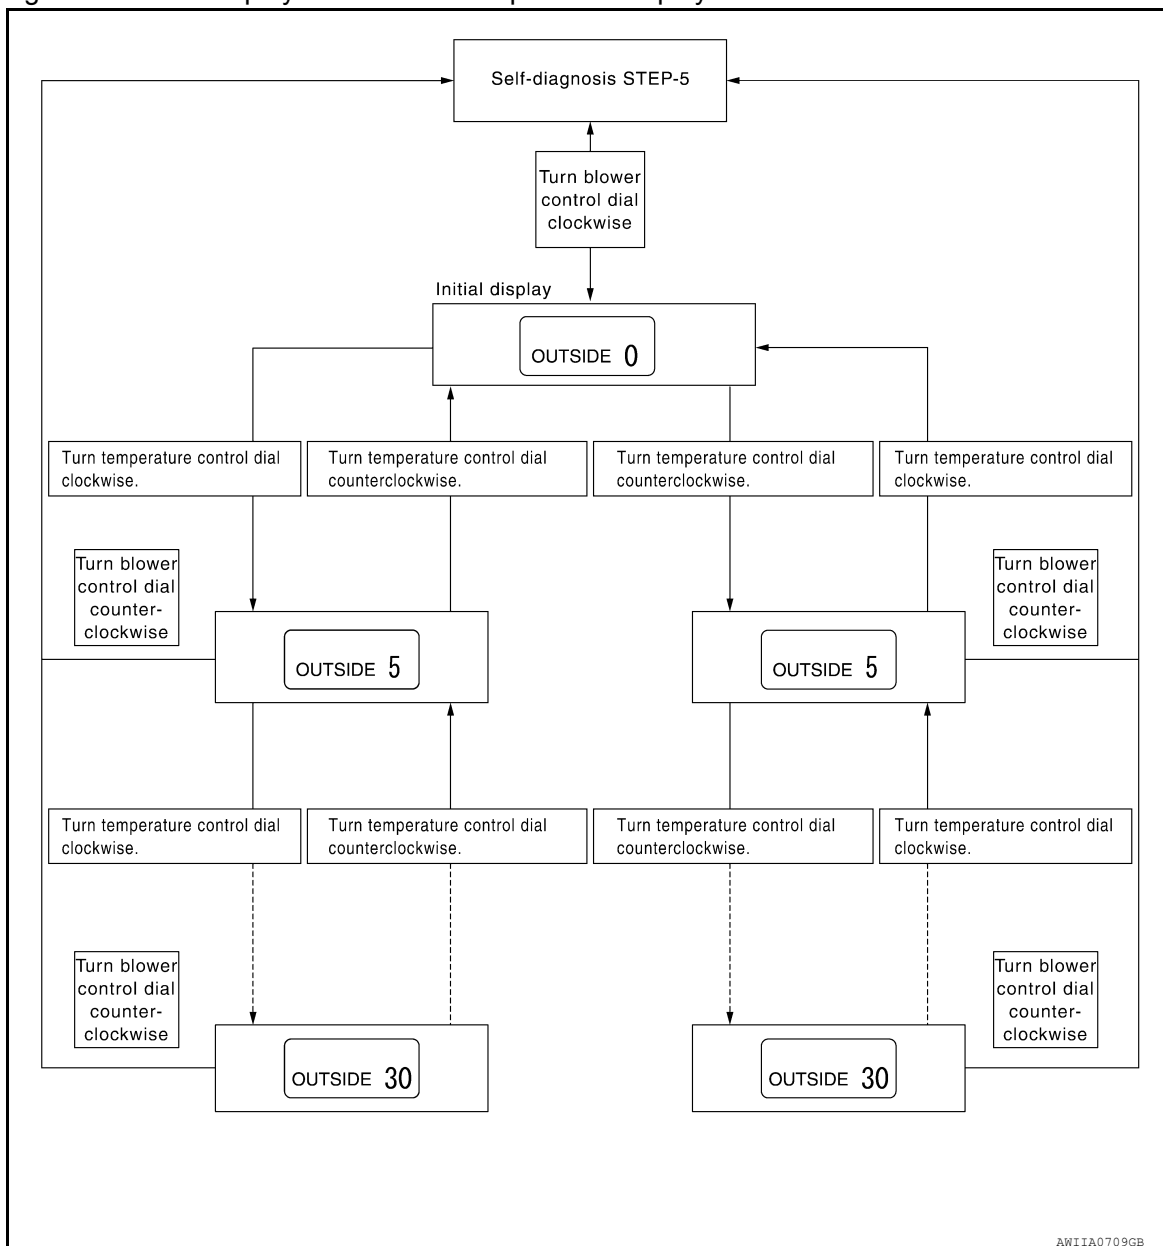 Self-diagnosis STEP-5
Turn blower
control dial
clockwise
Initial display
OUTSIDE 0
Turn temperature control dial
clockwise.
Turn temperature control dial
counterclockwise.
Turn temperature control dial
counterclockwise.
Turn temperature control dial
clockwise.
Turn blower
control dial
counter-
clockwise
Turn blower
control dial
counter-
clockwise
OUTSIDE 5
OUTSIDE 5
Turn temperature control dial
clockwise.
Turn temperature control dial
counterclockwise.
Turn temperature control dial
counterclockwise.
Turn temperature control dial
clockwise.
Turn blower
control dial
counter-
clockwise
Turn blower
control dial
counter-
clockwise
OUTSIDE 30
OUTSIDE 30
AWIIA0709GB